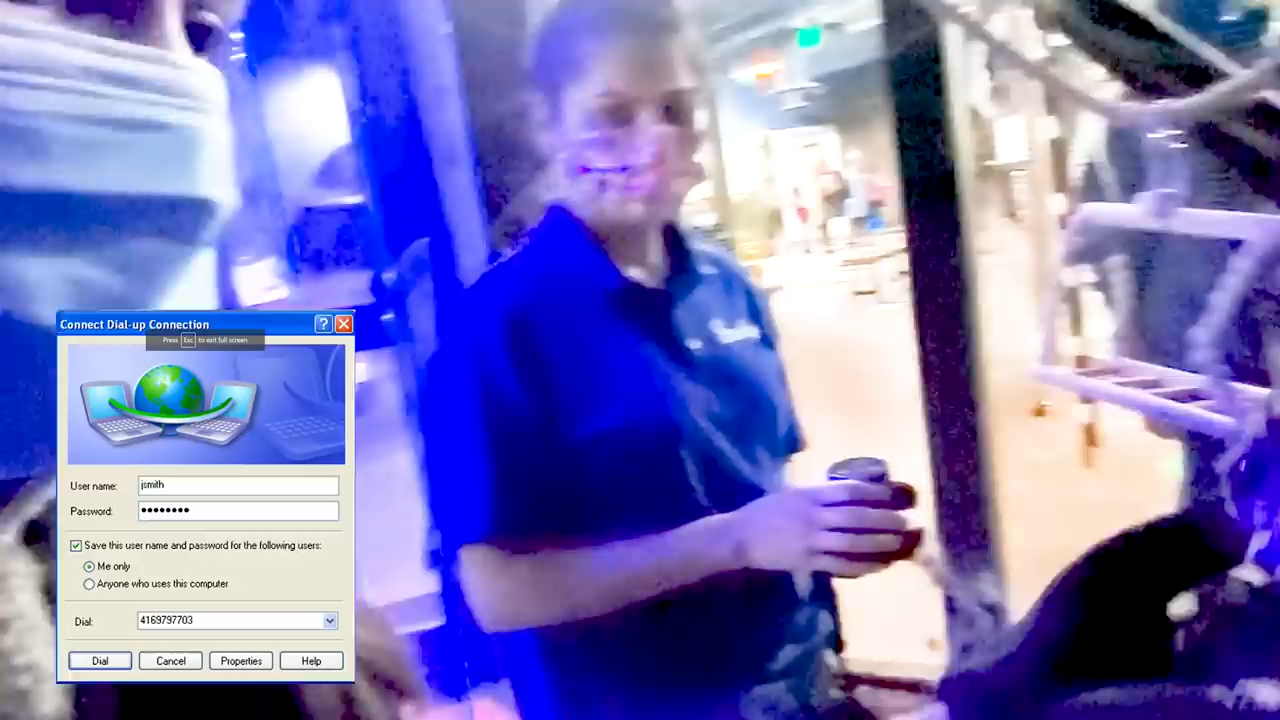 Connect Dial-up Connection
Press Esc to exit full screen
User name: jsmith
Password: ••••••••
Save this user name and password for the following users:
Me only
Anyone who uses this computer
Dial: 4169797703
Dial Cancel Properties Help